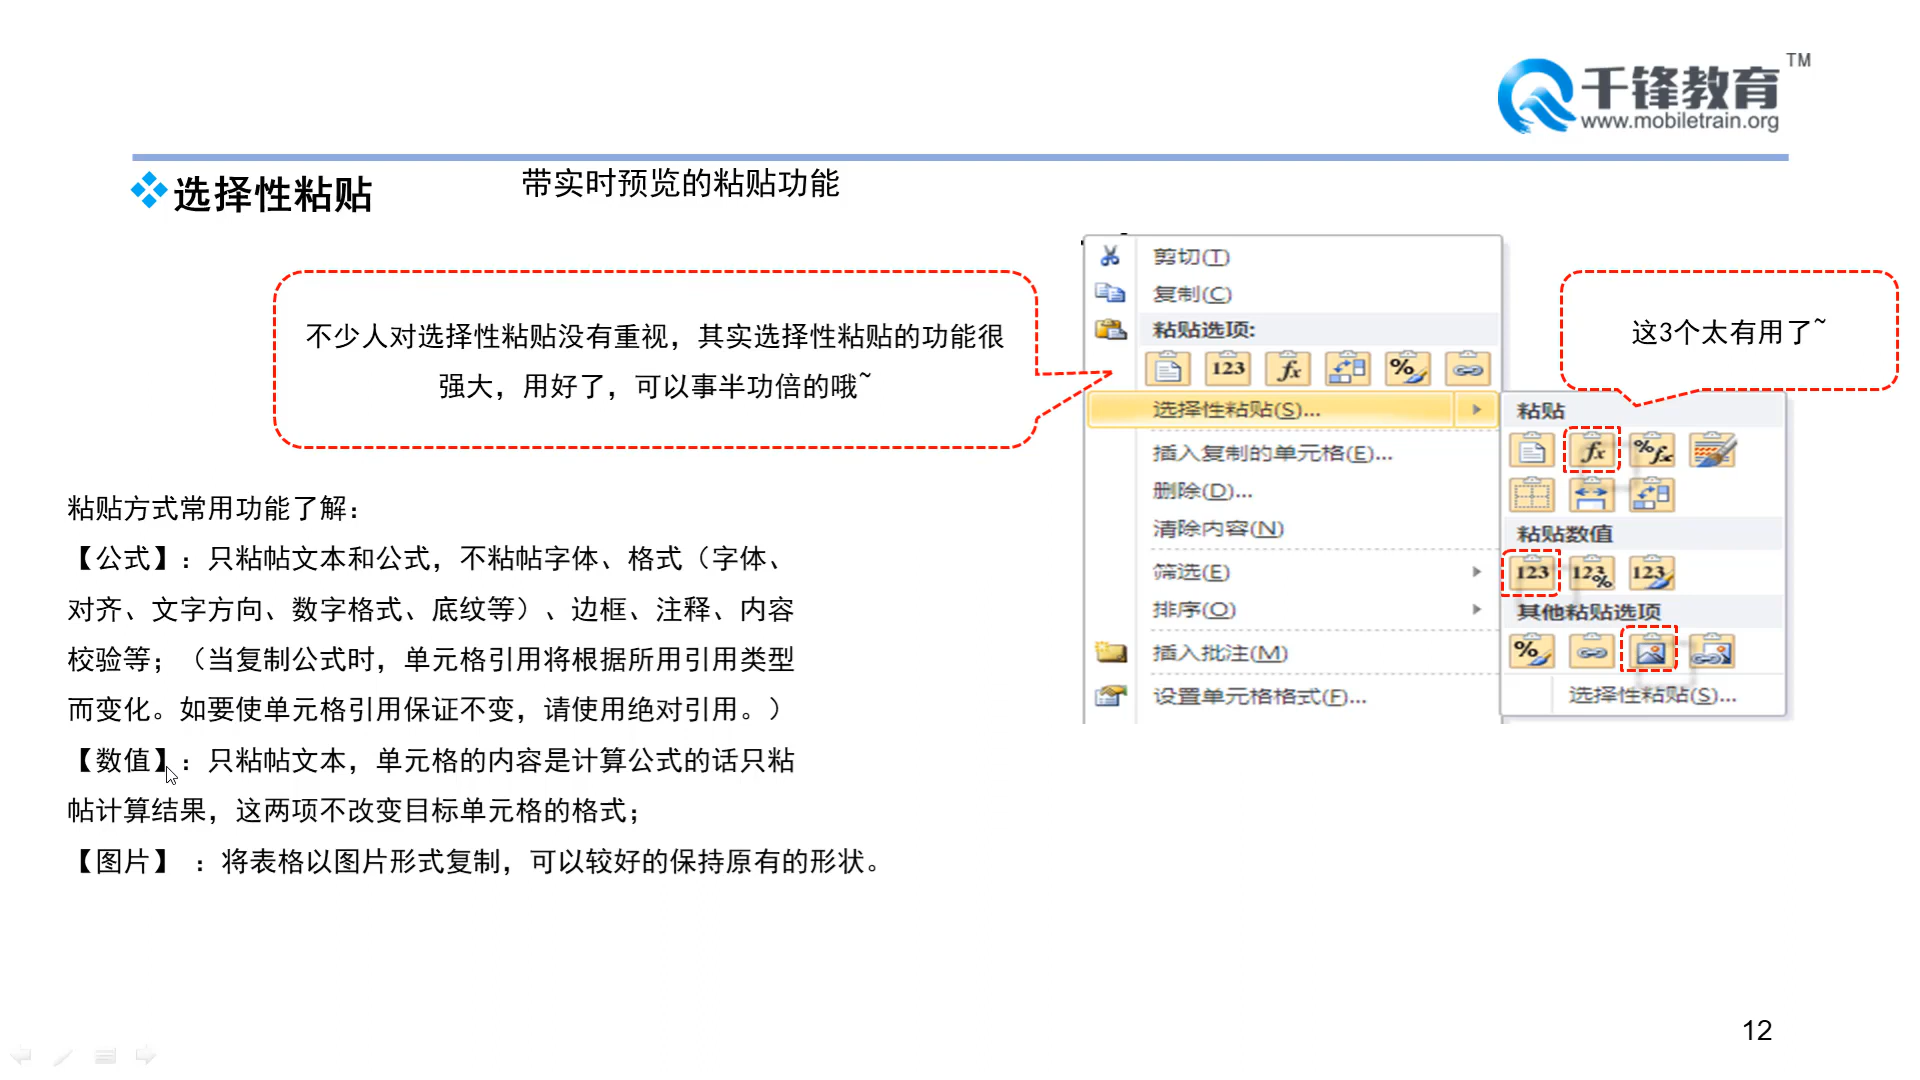 千锋教育
TM
www.mobiletrain.org
选择性粘贴
带实时预览的粘贴功能
不少人对选择性粘贴没有重视，其实选择性粘贴的功能很
强大，用好了，可以事半功倍的哦~
剪切(T)
复制(C)
粘贴选项:
123 fx %
选择性粘贴(S)...
插入复制的单元格(E)...
删除(D)...
清除内容(N)
筛选(E)
排序(O)
插入批注(M)
设置单元格格式(F)...
这3个太有用了~
粘贴
fx %fx
粘贴数值
123 123% 123
其他粘贴选项
%
选择性粘贴(S)...
粘贴方式常用功能了解：
【公式】：只粘帖文本和公式，不粘帖字体、格式（字体、
对齐、文字方向、数字格式、底纹等）、边框、注释、内容
校验等；（当复制公式时，单元格引用将根据所用引用类型
而变化。如要使单元格引用保证不变，请使用绝对引用。）
【数值】：只粘帖文本，单元格的内容是计算公式的话只粘
帖计算结果，这两项不改变目标单元格的格式；
【图片】 ：将表格以图片形式复制，可以较好的保持原有的形状。
12